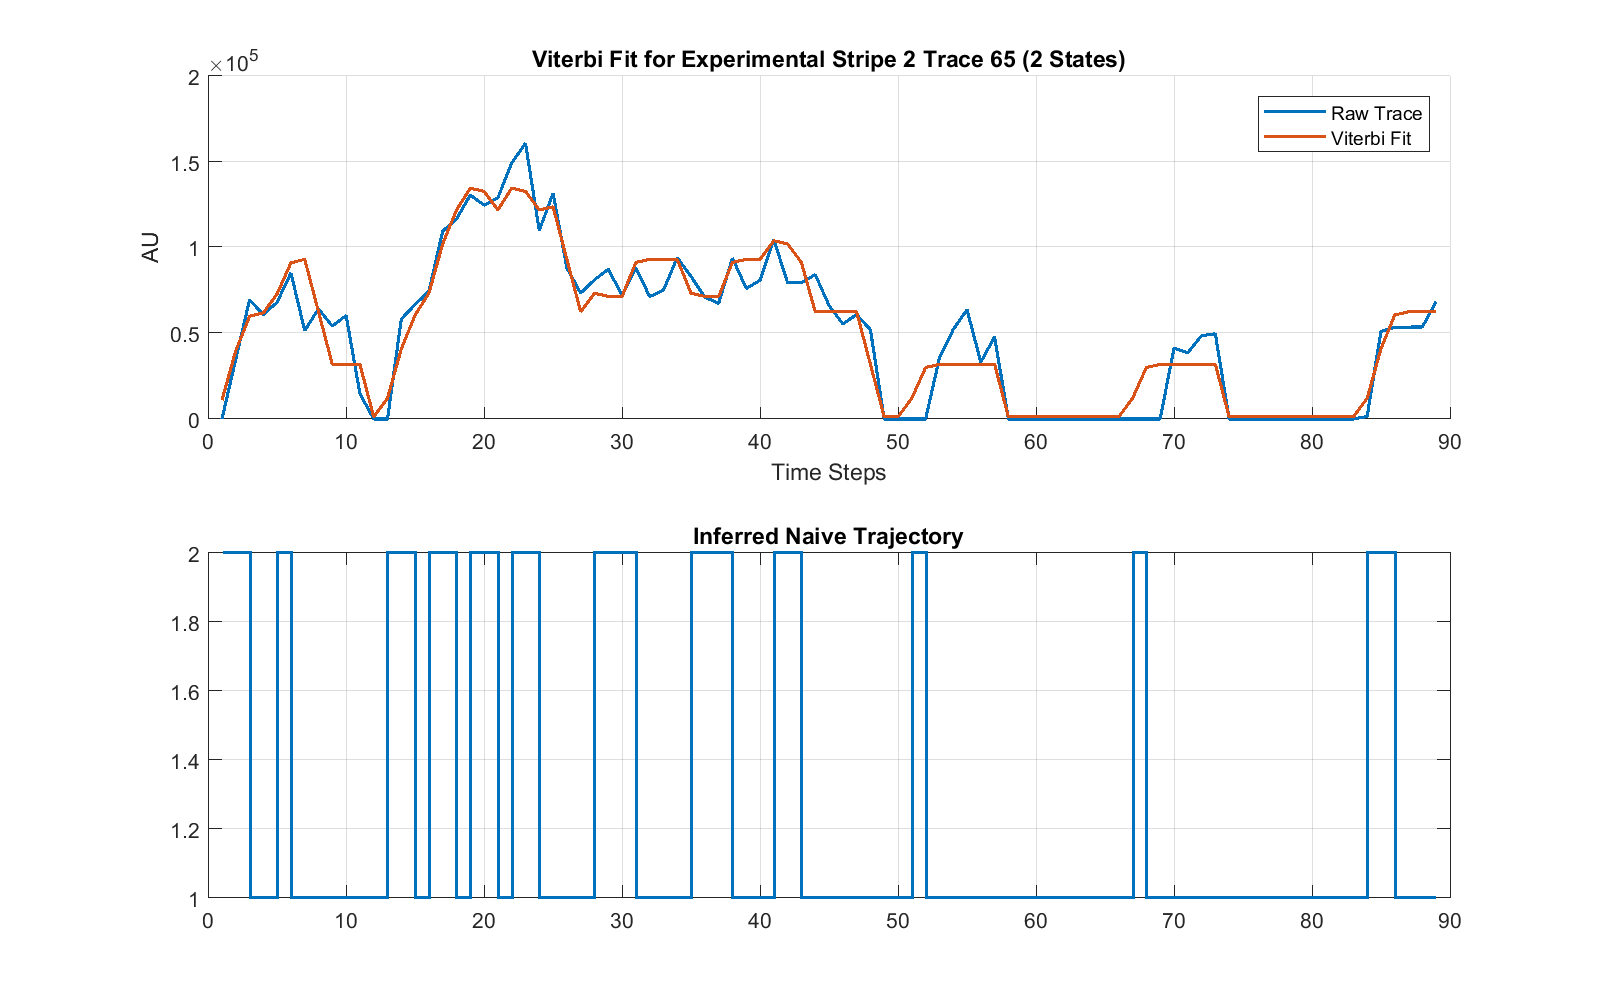 Viterbi Fit for Experimental Stripe 2 Trace 65 (2 States)
×10^5
2
1.5
1
0.5
0
AU
Raw Trace
Viterbi Fit
0 10 20 30 40 50 60 70 80 90
Time Steps
Inferred Naive Trajectory
2
1.8
1.6
1.4
1.2
1
0 10 20 30 40 50 60 70 80 90